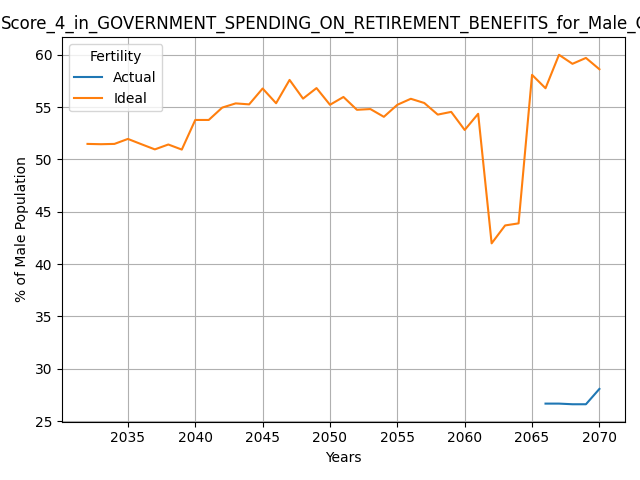 Score_4_in_GOVERNMENT_SPENDING_ON_RETIREMENT_BENEFITS_for_Male_
Fertility
Actual
Ideal
60
55
50
45
40
35
30
25
% of Male Population
2035 2040 2045 2050 2055 2060 2065 2070
Years